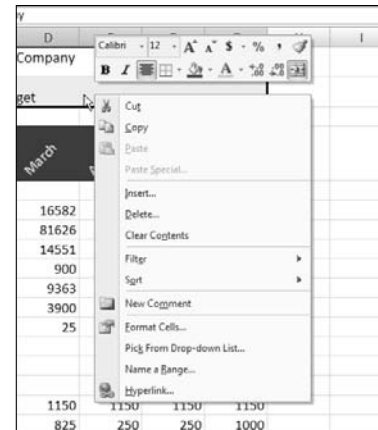 y
D
I
Company
Calibri 12 A A $ % ,
B I A .00 .0
get
Cut
Copy
Paste
Paste Special...
March
Insert...
Delete...
Clear Contents
Filter
Sort
New Comment
Format Cells...
Pick From Drop-down List...
Name a Range...
Hyperlink...
16582
81626
14551
900
9363
3900
25
1150 1150 1150 1150
825 250 250 1000